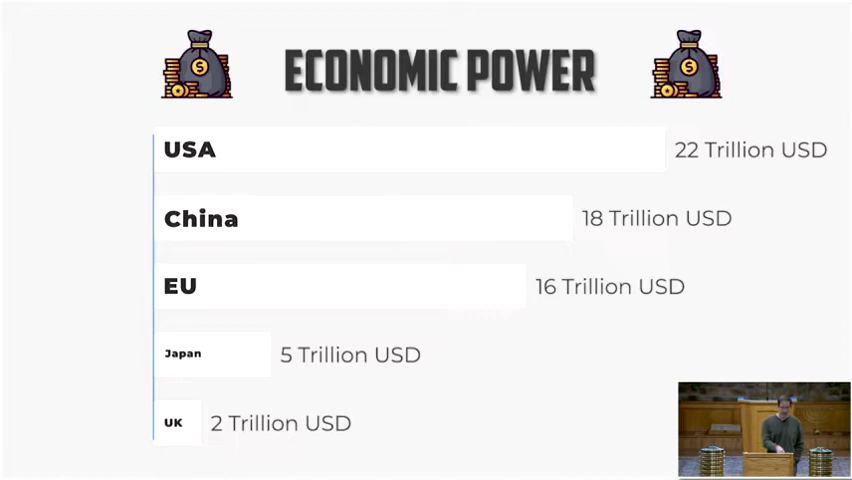 ECONOMIC POWER
USA 22 Trillion USD
China 18 Trillion USD
EU 16 Trillion USD
Japan 5 Trillion USD
UK 2 Trillion USD